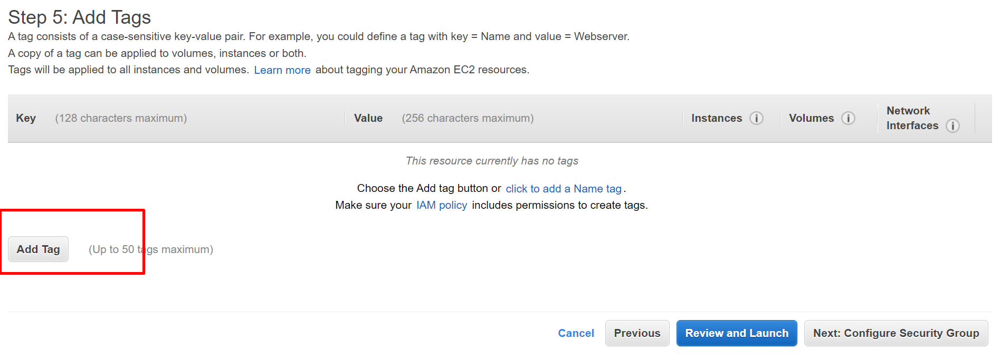 Step 5: Add Tags
A tag consists of a case-sensitive key-value pair. For example, you could define a tag with key = Name and value = Webserver.
A copy of a tag can be applied to volumes, instances or both.
Tags will be applied to all instances and volumes. Learn more about tagging your Amazon EC2 resources.
Key (128 characters maximum) Value (256 characters maximum) Instances i Volumes i Network
Interfaces i
This resource currently has no tags
Choose the Add tag button or click to add a Name tag.
Make sure your IAM policy includes permissions to create tags.
Add Tag (Up to 50 tags maximum)
Cancel Previous Review and Launch Next: Configure Security Group